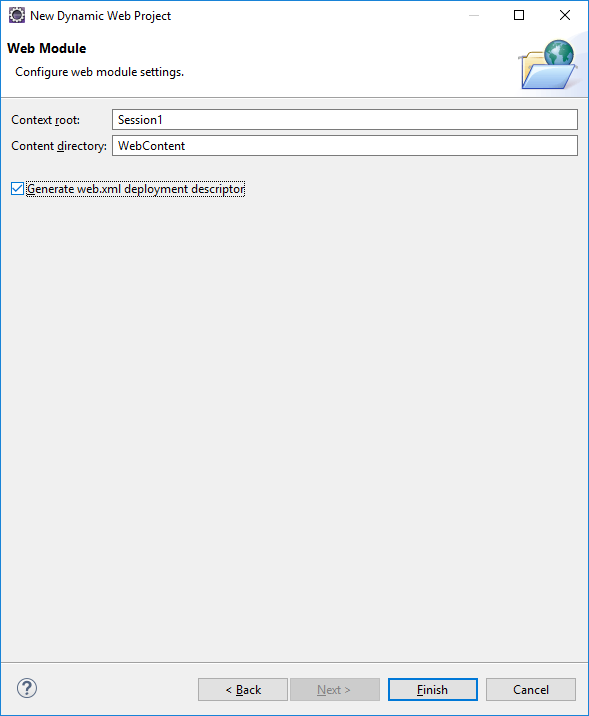 New Dynamic Web Project
Web Module
Configure web module settings.
Context root: Session1
Content directory: WebContent
Generate web.xml deployment descriptor
?
< Back Next > Finish Cancel